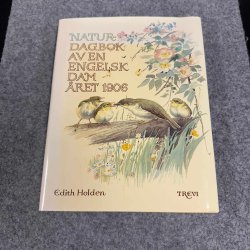 NATUR-
DAGBOK
AV EN
ENGELSK
DAM
ÅRET 1906
Edith Holden
TREVI